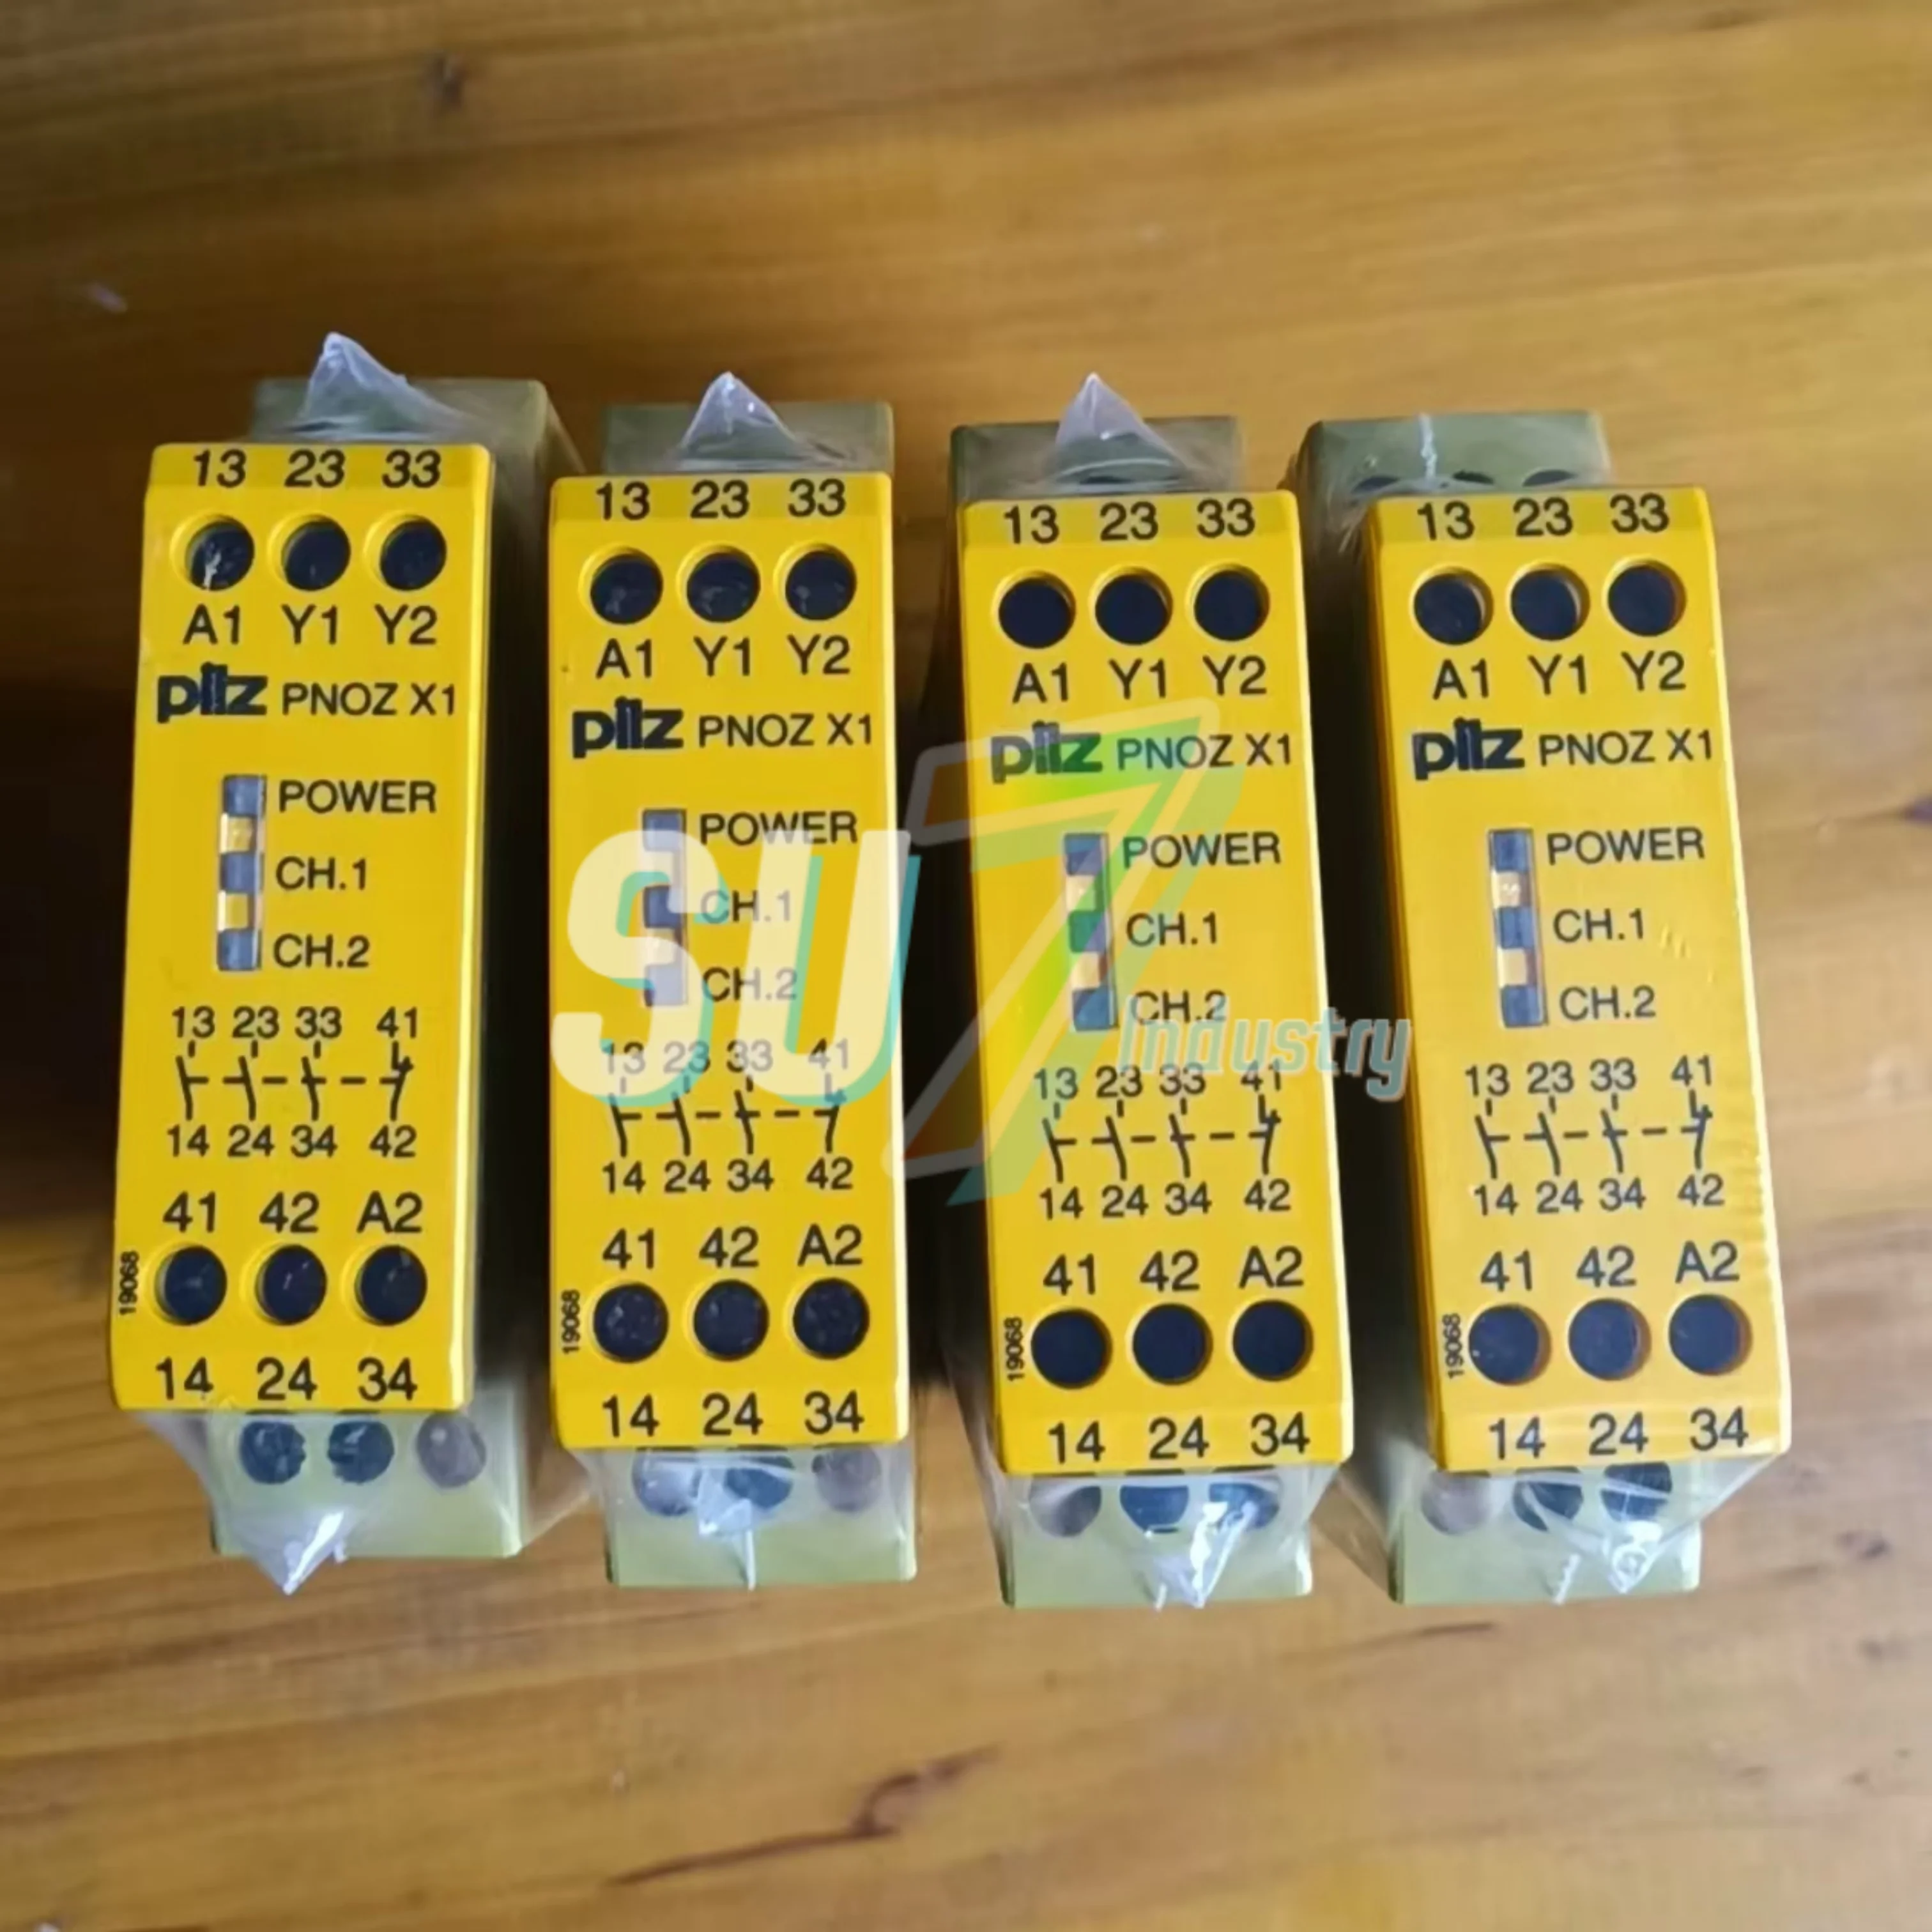 13 23 33
A1 Y1 Y2
pilz PNOZ X1
POWER
CH.1
CH.2
13 23 33 41
14 24 34 42
41 42 A2
19068
14 24 34
13 23 33
A1 Y1 Y2
pilz PNOZ X1
POWER
CH.1
CH.2
13 23 33 41
14 24 34 42
41 42 A2
19068
14 24 34
13 23 33
A1 Y1 Y2
pilz PNOZ X1
POWER
CH.1
CH.2
13 23 33 41
14 24 34 42
41 42 A2
19068
14 24 34
13 23 33
A1 Y1 Y2
pilz PNOZ X1
POWER
CH.1
CH.2
13 23 33 41
14 24 34 42
41 42 A2
19068
14 24 34
SU7
Industry